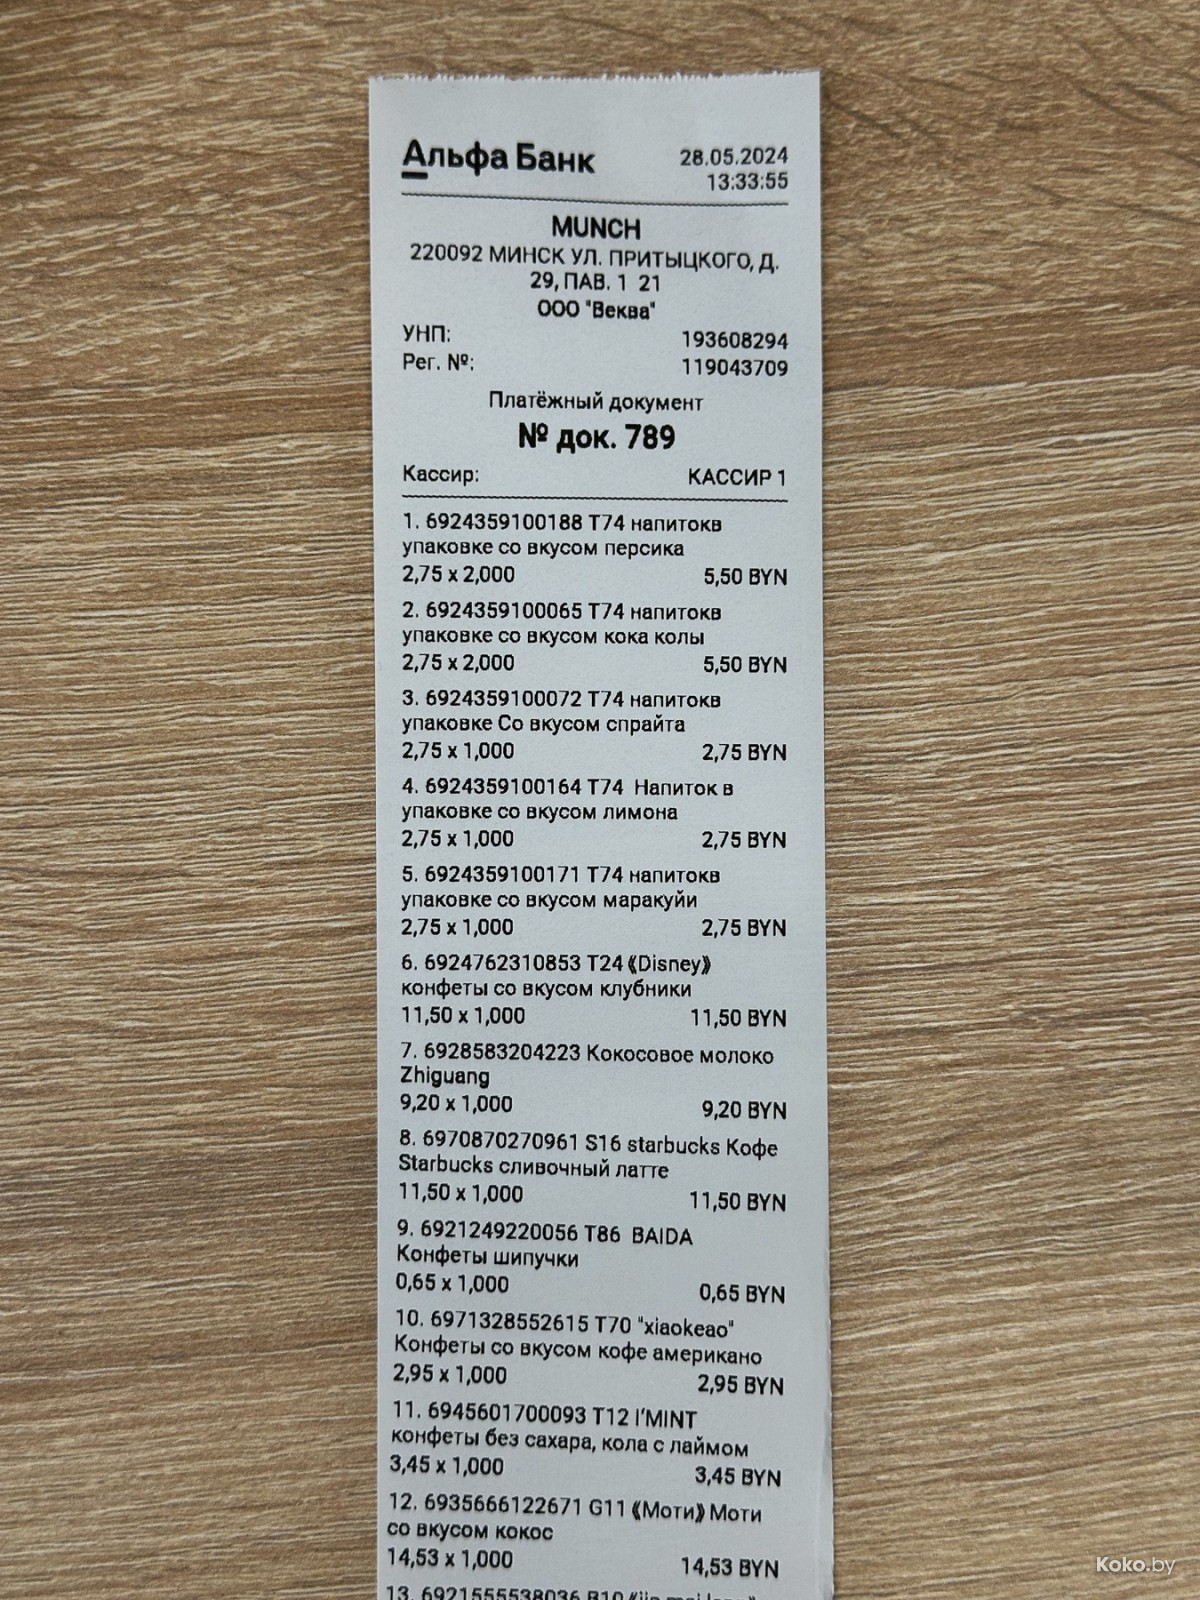 Альфа Банк
28.05.2024
13:33:55
MUNCH
220092 МИНСК УЛ. ПРИТЫЦКОГО, Д.
29, ПАВ. 1 21
ООО "Веква"
УНП: 193608294
Рег. №: 119043709
Платёжный документ
№ док. 789
Кассир: КАССИР 1
1. 6924359100188 Т74 напитокв
упаковке со вкусом персика
2,75 x 2,000 5,50 BYN
2. 6924359100065 Т74 напитокв
упаковке со вкусом кока колы
2,75 x 2,000 5,50 BYN
3. 6924359100072 Т74 напитокв
упаковке Со вкусом спрайта
2,75 x 1,000 2,75 BYN
4. 6924359100164 Т74 Напиток в
упаковке со вкусом лимона
2,75 x 1,000 2,75 BYN
5. 6924359100171 Т74 напитокв
упаковке со вкусом маракуйи
2,75 x 1,000 2,75 BYN
6. 6924762310853 T24《Disney》
конфеты со вкусом клубники
11,50 x 1,000 11,50 BYN
7. 6928583204223 Кокосовое молоко
Zhiguang
9,20 x 1,000 9,20 BYN
8. 6970870270961 S16 starbucks Кофе
Starbucks сливочный латте
11,50 x 1,000 11,50 BYN
9. 6921249220056 T86 BAIDA
Конфеты шипучки
0,65 x 1,000 0,65 BYN
10. 6971328552615 T70 "xiaokeao"
Конфеты со вкусом кофе американо
2,95 x 1,000 2,95 BYN
11. 6945601700093 T12 I'MINT
конфеты без сахара, кола с лаймом
3,45 x 1,000 3,45 BYN
12. 6935666122671 G11《Моти》Моти
со вкусом кокос
14,53 x 1,000 14,53 BYN
13. 6921555538036 B10
Koko.by